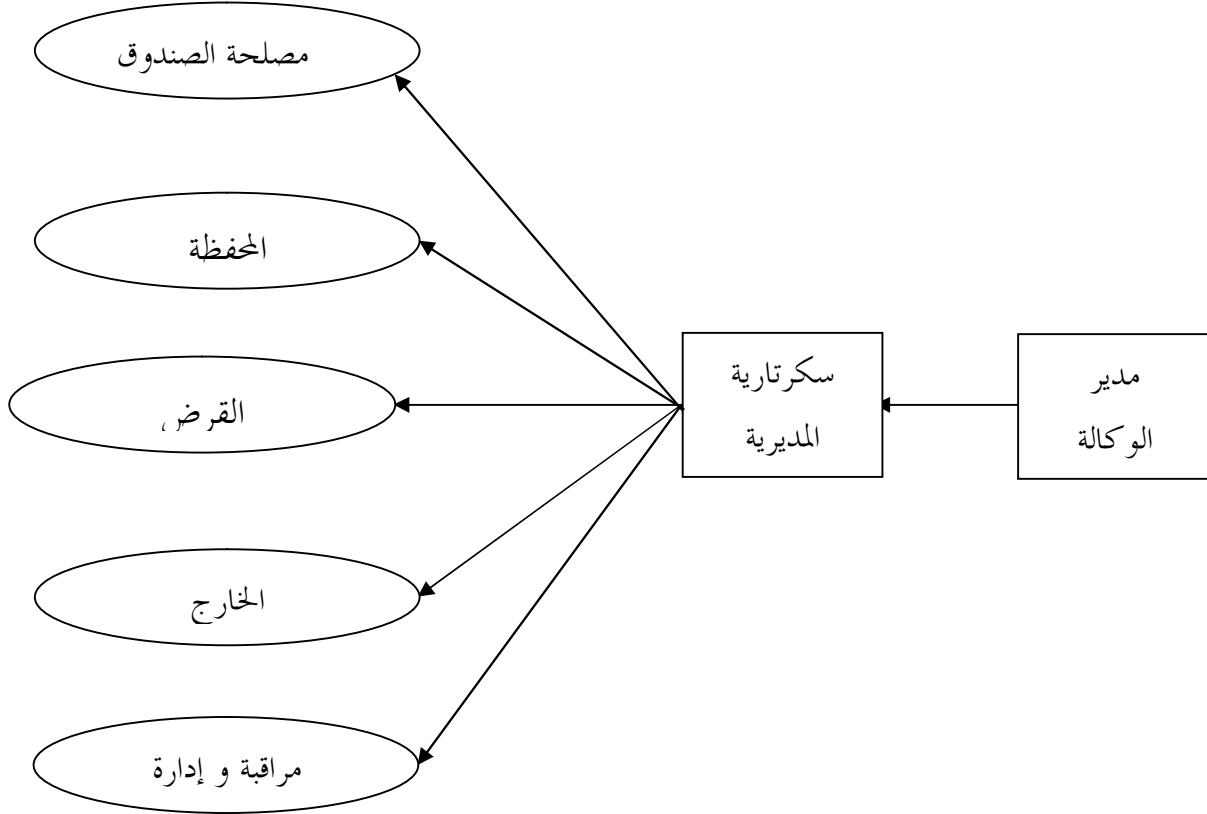 مدير
الوكالة
سكرتارية
المديرية
مصلحة الصندوق
المحفظة
القرض
الخارج
مراقبة و إدارة